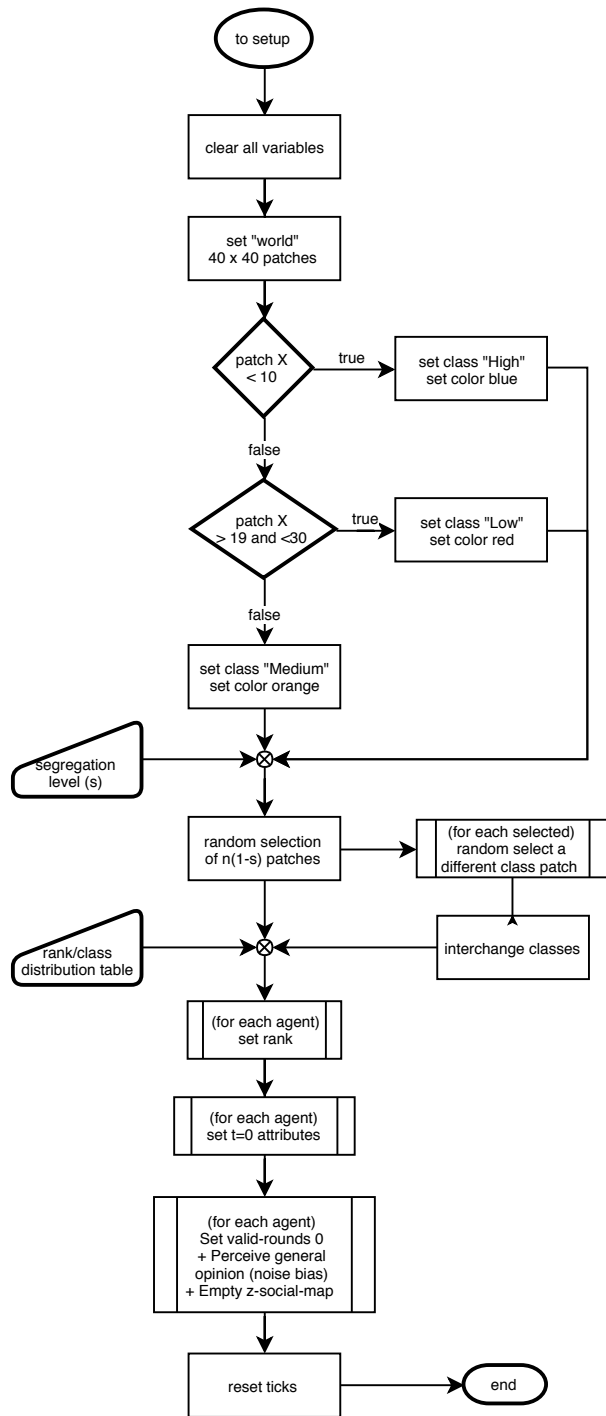 to setup
clear all variables
set "world"
40 x 40 patches
patch X
< 10
true
set class "High"
set color blue
false
patch X
> 19 and <30
true
set class "Low"
set color red
false
set class "Medium"
set color orange
segregation
level (s)
random selection
of n(1-s) patches
(for each selected)
random select a
different class patch
rank/class
distribution table
interchange classes
(for each agent)
set rank
(for each agent)
set t=0 attributes
(for each agent)
Set valid-rounds 0
+ Perceive general
opinion (noise bias)
+ Empty z-social-map
reset ticks
end